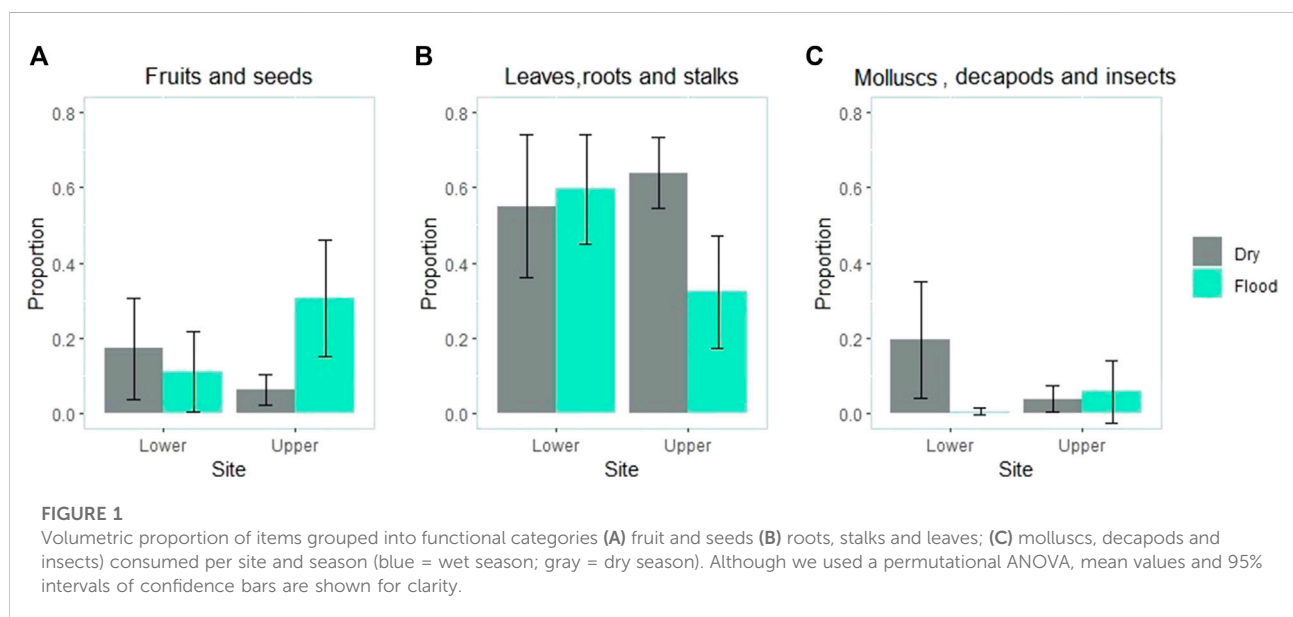 A
Fruits and seeds
0.8
0.6
0.4
0.2
0.0
Proportion
Lower Upper
Site
B
Leaves,roots and stalks
0.8
0.6
0.4
0.2
0.0
Proportion
Lower Upper
Site
C
Molluscs , decapods and insects
0.8
0.6
0.4
0.2
0.0
Proportion
Lower Upper
Site
Dry
Flood
FIGURE 1
Volumetric proportion of items grouped into functional categories (A) fruit and seeds (B) roots, stalks and leaves; (C) molluscs, decapods and
insects) consumed per site and season (blue = wet season; gray = dry season). Although we used a permutational ANOVA, mean values and 95%
intervals of confidence bars are shown for clarity.